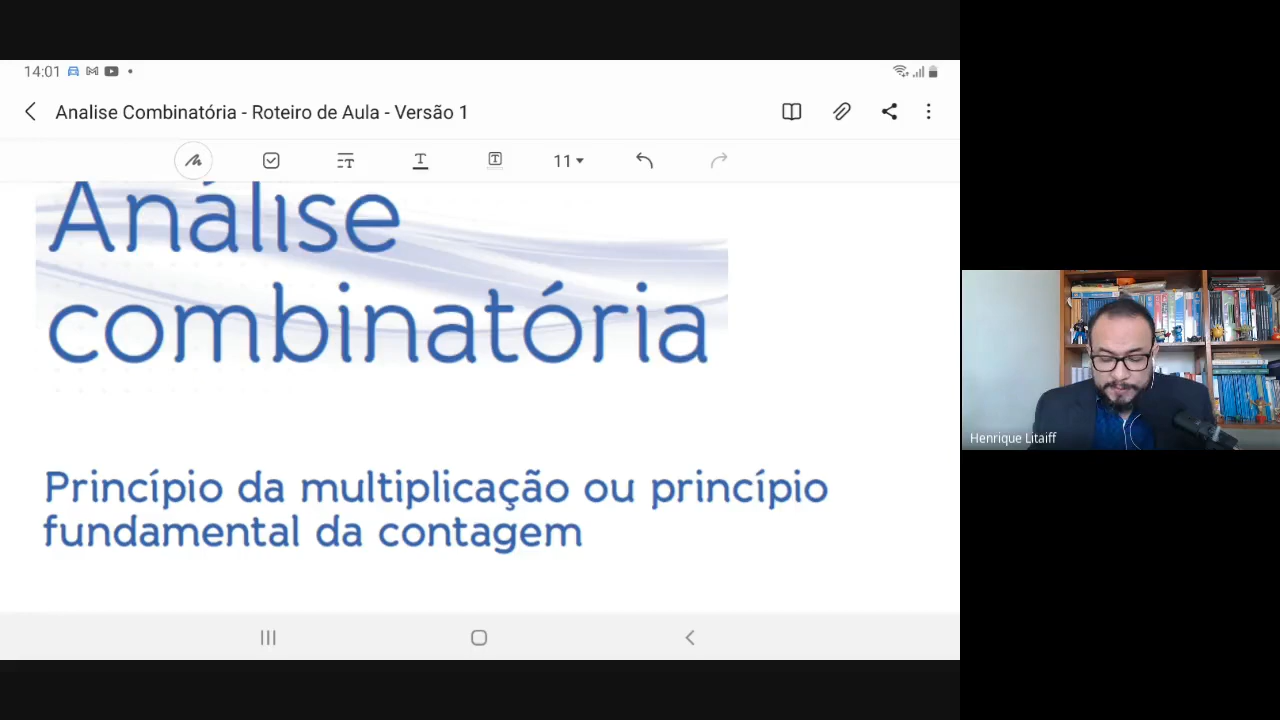 14:01
Analise Combinatória - Roteiro de Aula - Versão 1
T
T
T
11
Análise
combinatória
Princípio da multiplicação ou princípio
fundamental da contagem
Henrique Litaiff